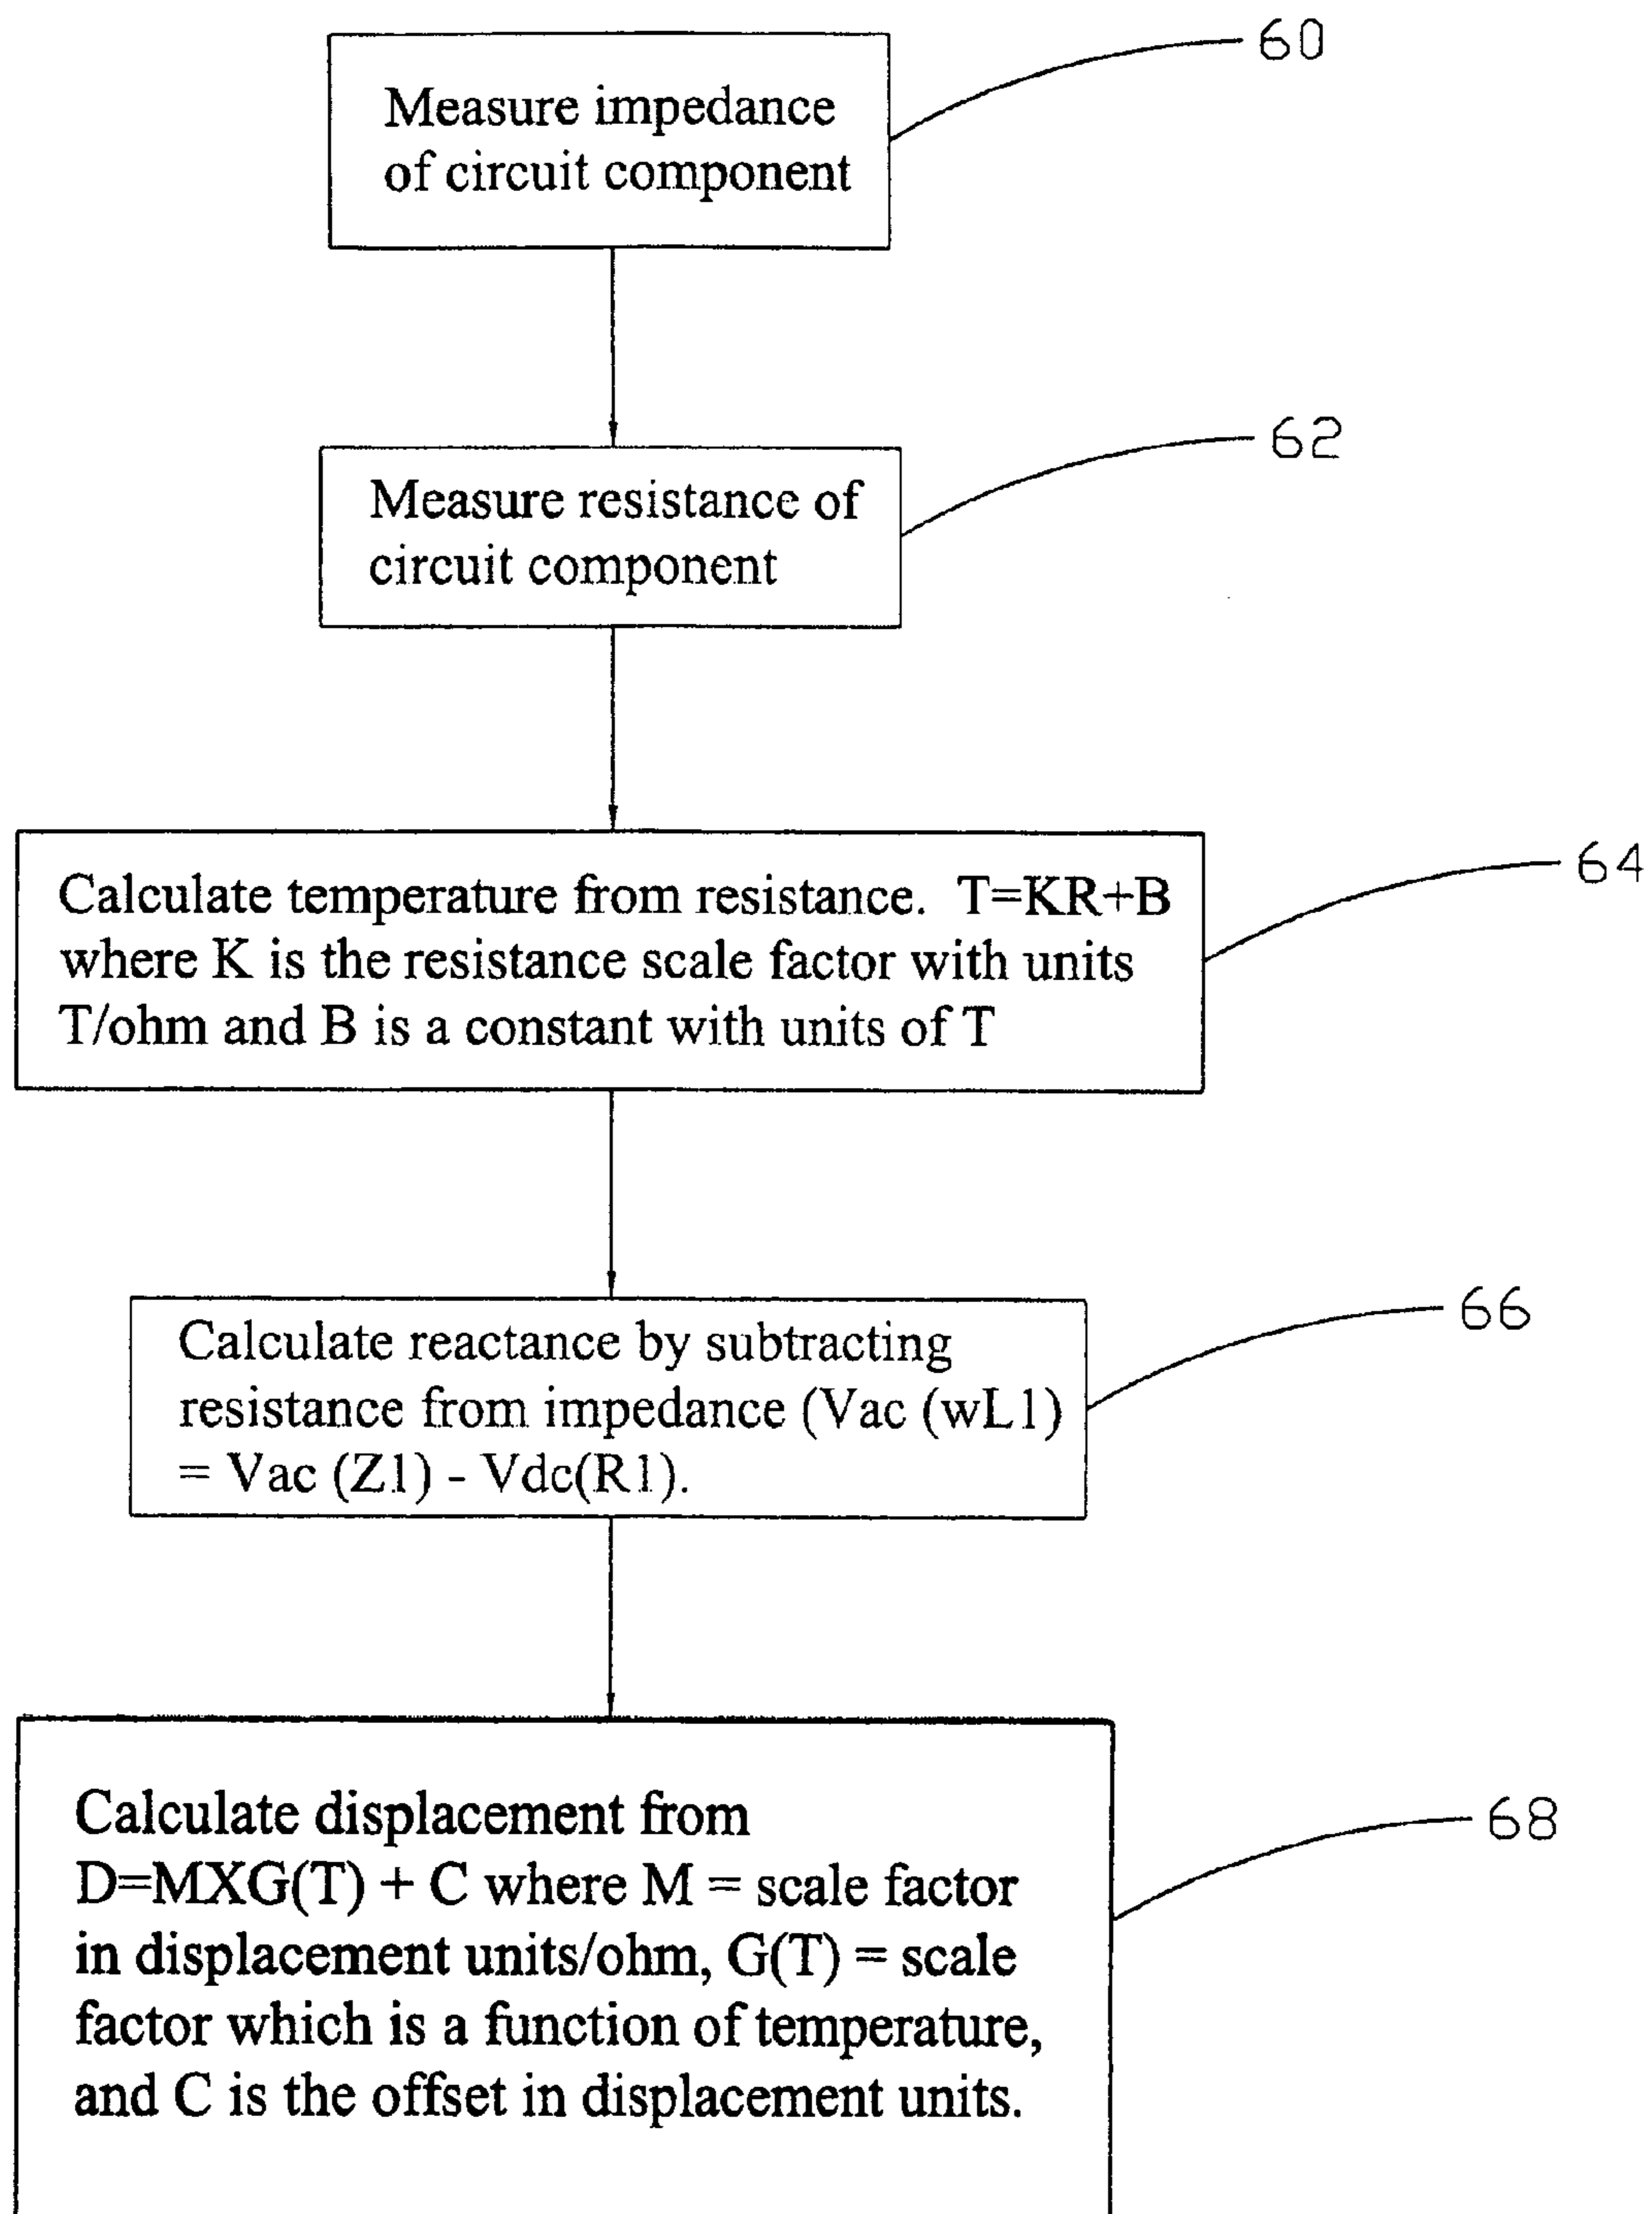 60
Measure impedance
of circuit component
62
Measure resistance of
circuit component
64
Calculate temperature from resistance. T=KR+B
where K is the resistance scale factor with units
T/ohm and B is a constant with units of T
66
Calculate reactance by subtracting
resistance from impedance (Vac (wL1)
= Vac (Z1) - Vdc(R1).
68
Calculate displacement from
D=MXG(T) + C where M = scale factor
in displacement units/ohm, G(T) = scale
factor which is a function of temperature,
and C is the offset in displacement units.